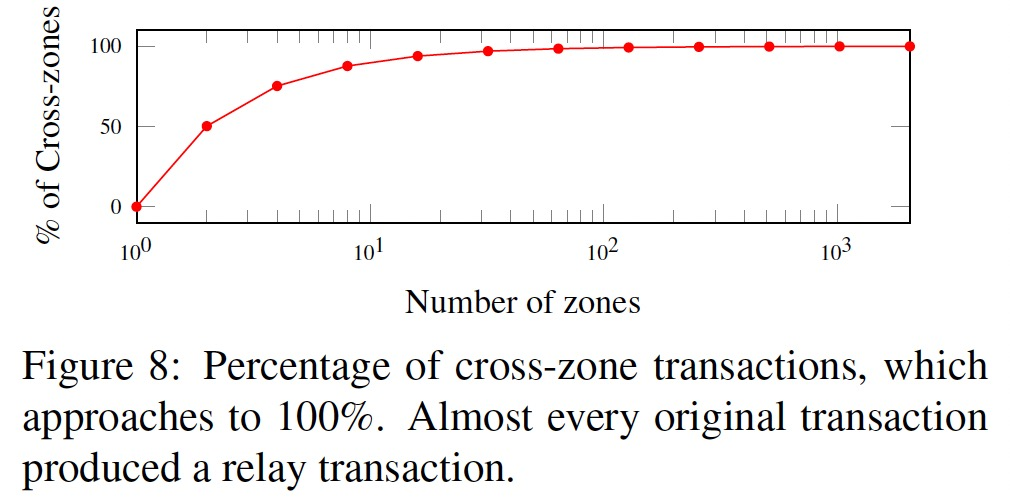 % of Cross-zones
100
50
0
10^0
10^1
10^2
10^3
Number of zones
Figure 8: Percentage of cross-zone transactions, which
approaches to 100%. Almost every original transaction
produced a relay transaction.